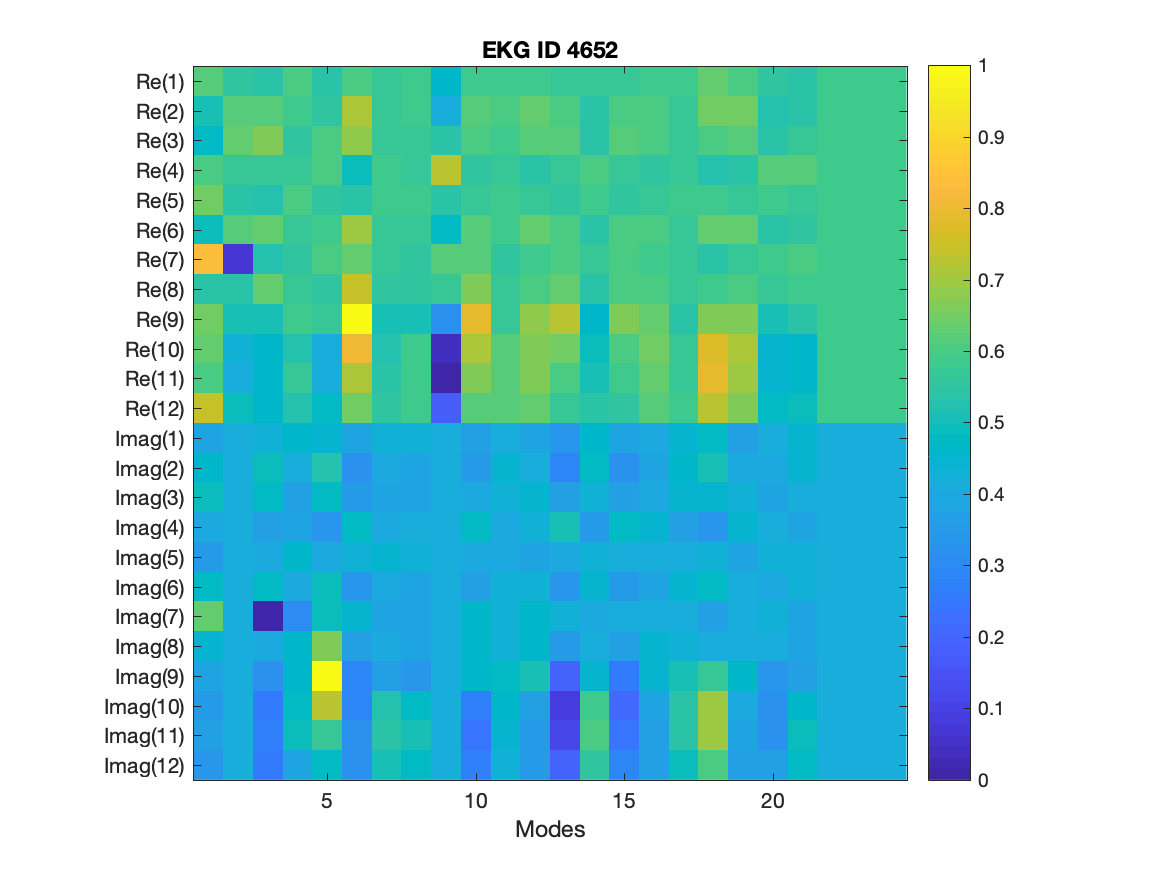 EKG ID 4652
Re(1)
Re(2)
Re(3)
Re(4)
Re(5)
Re(6)
Re(7)
Re(8)
Re(9)
Re(10)
Re(11)
Re(12)
Imag(1)
Imag(2)
Imag(3)
Imag(4)
Imag(5)
Imag(6)
Imag(7)
Imag(8)
Imag(9)
Imag(10)
Imag(11)
Imag(12)
5 10 15 20
Modes
1
0.9
0.8
0.7
0.6
0.5
0.4
0.3
0.2
0.1
0